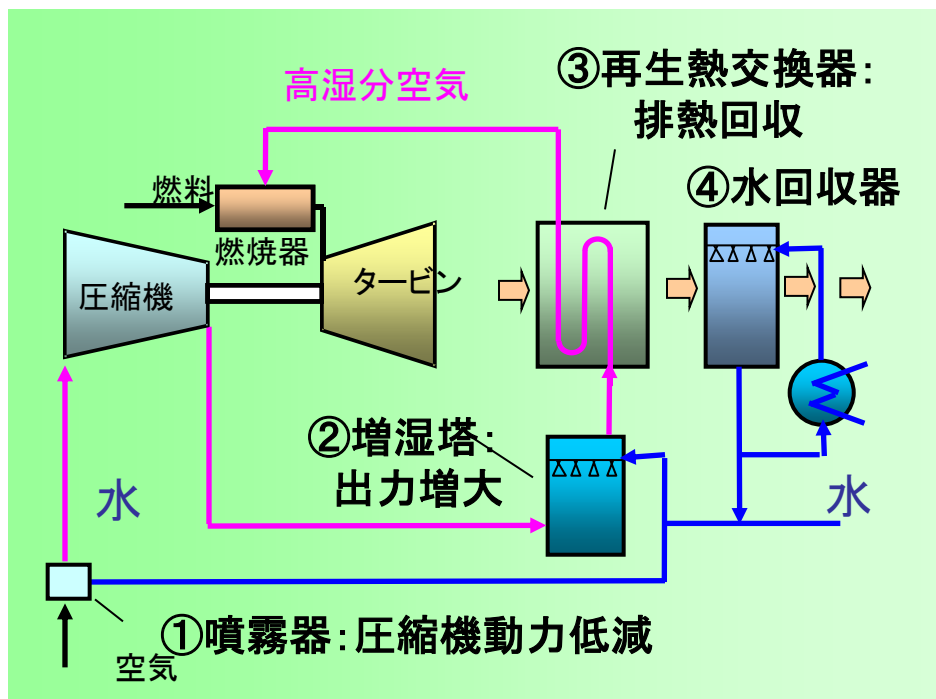 ③再生熱交換器:
排熱回収
高湿分空気
④水回収器
燃料
燃焼器
圧縮機
タービン
②増湿塔:
出力増大
水
水
①噴霧器:圧縮機動力低減
空気